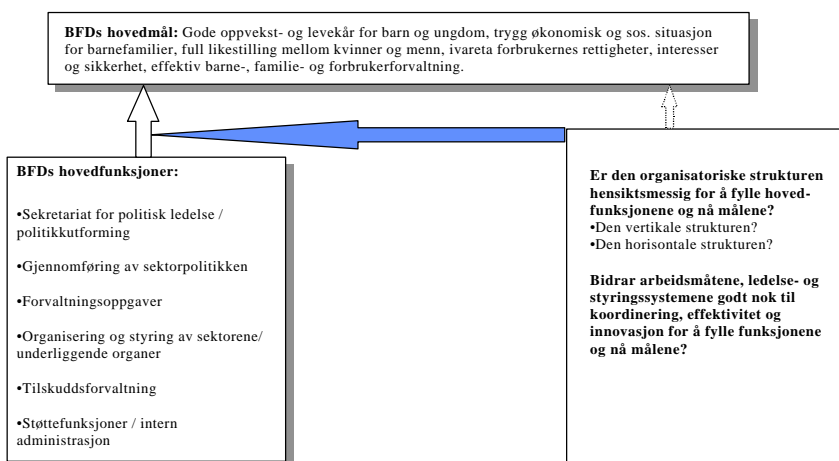 BFDs hovedmål: Gode oppvekst- og levekår for barn og ungdom, trygg økonomisk og sos. situasjon
for barnefamilier, full likestilling mellom kvinner og menn, ivareta forbrukernes rettigheter, interesser
og sikkerhet, effektiv barne-, familie- og forbrukerforvaltning.
BFDs hovedfunksjoner:
•Sekretariat for politisk ledelse /
politikkutforming
•Gjennomføring av sektorpolitikken
•Forvaltningsoppgaver
•Organisering og styring av sektorene/
underliggende organer
•Tilskuddsforvaltning
•Støttefunksjoner / intern
administrasjon
Er den organisatoriske strukturen
hensiktsmessig for å fylle hoved-
funksjonene og nå målene?
•Den vertikale strukturen?
•Den horisontale strukturen?
Bidrar arbeidsmåtene, ledelse- og
styringssystemene godt nok til
koordinering, effektivitet og
innovasjon for å fylle funksjonene
og nå målene?